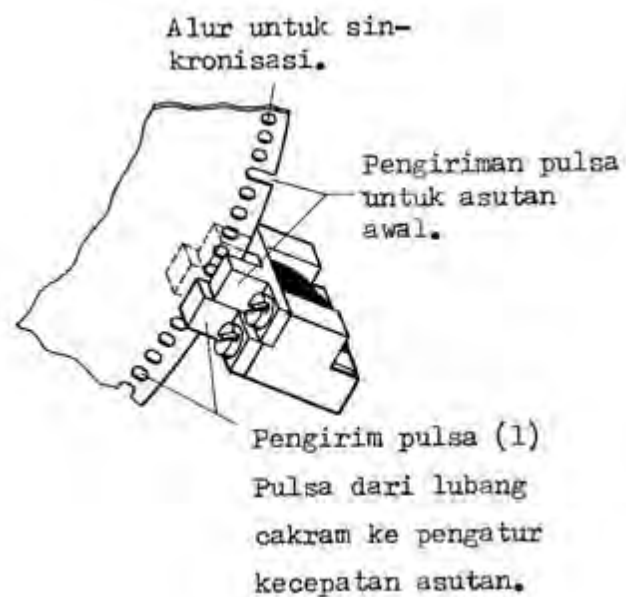 Alur untuk sin-
kronisasi.
Pengiriman pulsa
untuk asutan
awal.
Pengirim pulsa (1)
Pulsa dari lubang
cakram ke pengatur
kecepatan asutan.